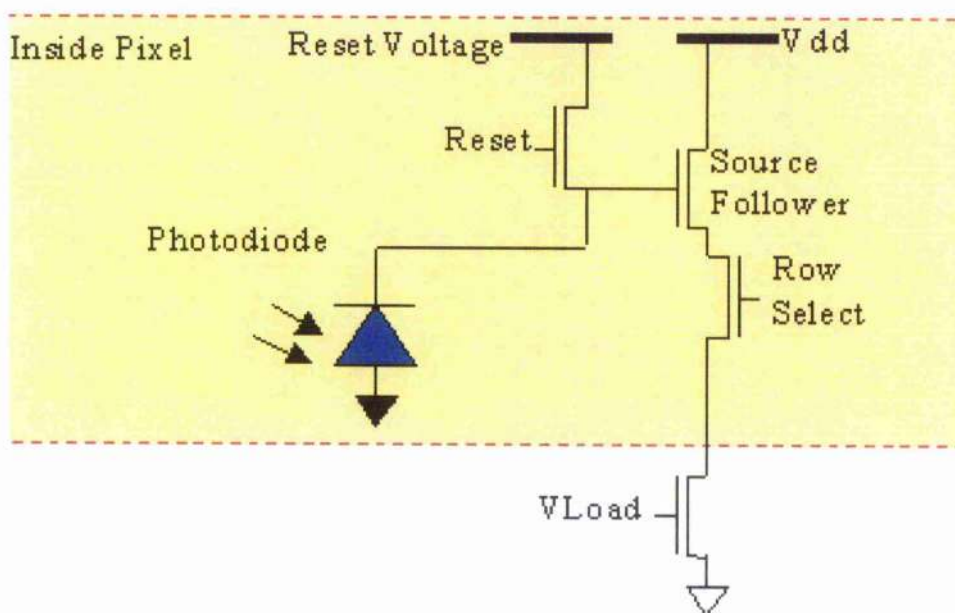 Inside Pixel
Reset Voltage
Vdd
Reset
Source
Follower
Photodiode
Row
Select
VLoad